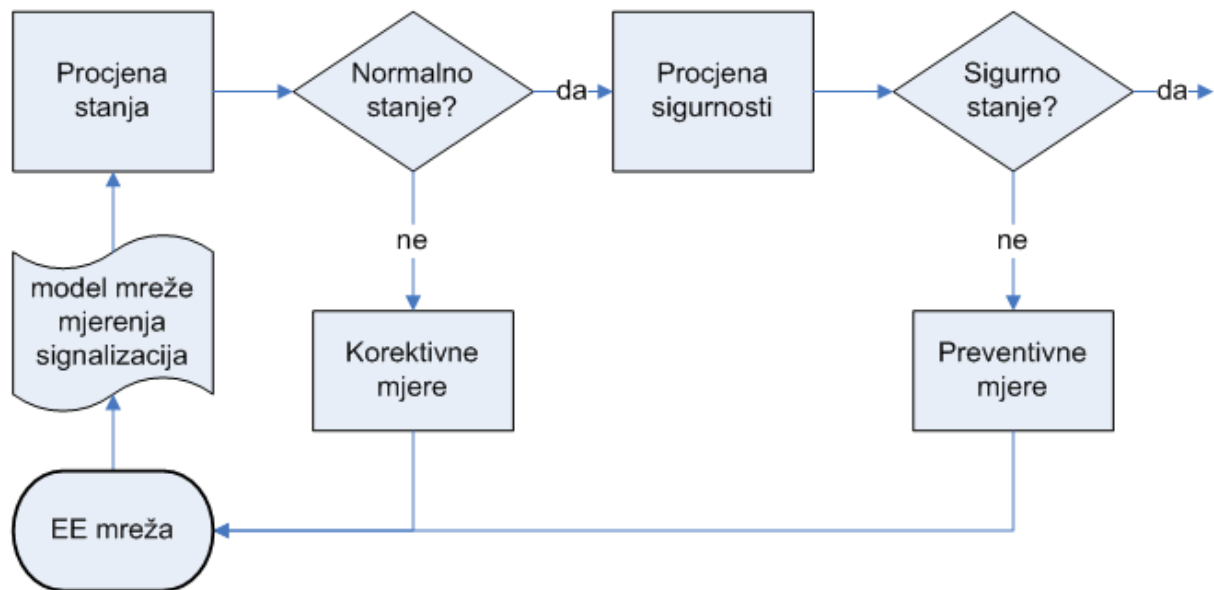 Procjena
stanja
Normalno
stanje?
da
Procjena
sigurnosti
Sigurno
stanje?
da
ne
ne
model mreže
mjerenja
signalizacija
Korektivne
mjere
Preventivne
mjere
EE mreža